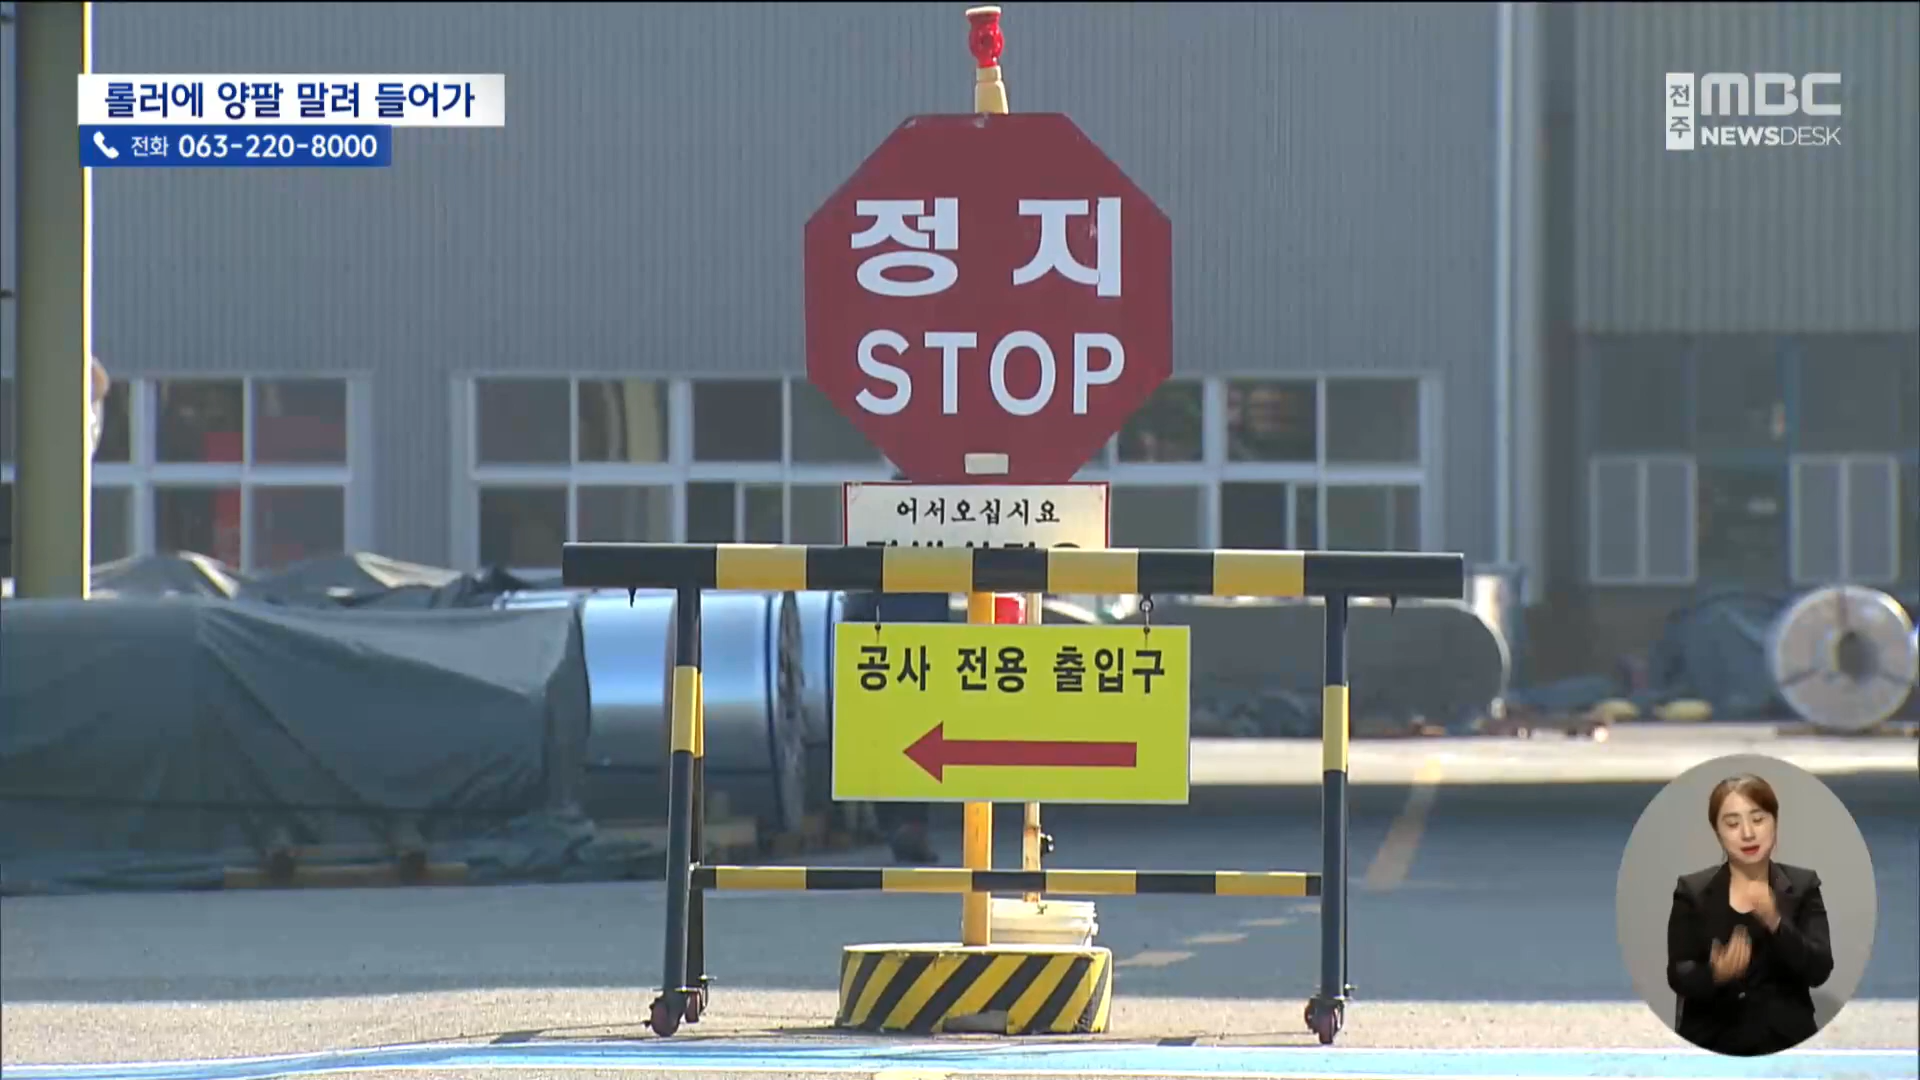 롤러에 양팔 말려 들어가
전화 063-220-8000
전주 MBC
NEWSDESK
정지
STOP
어서오십시요
공사 전용 출입구